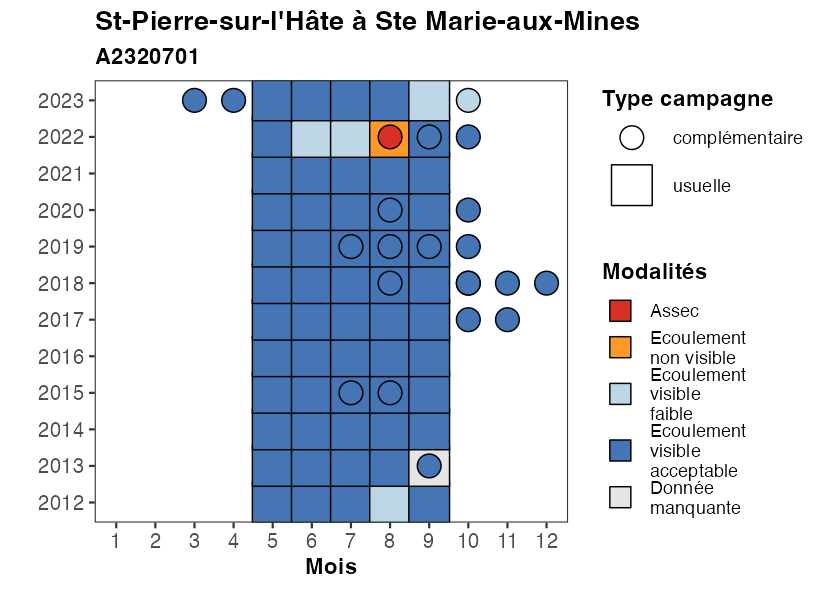 St-Pierre-sur-l'Hâte à Ste Marie-aux-Mines
A2320701
2023
2022
2021
2020
2019
2018
2017
2016
2015
2014
2013
2012
1 2 3 4 5 6 7 8 9 10 11 12
Mois
Type campagne
complémentaire
usuelle
Modalités
Assec
Ecoulement
non visible
Ecoulement
visible
faible
Ecoulement
visible
acceptable
Donnée
manquante